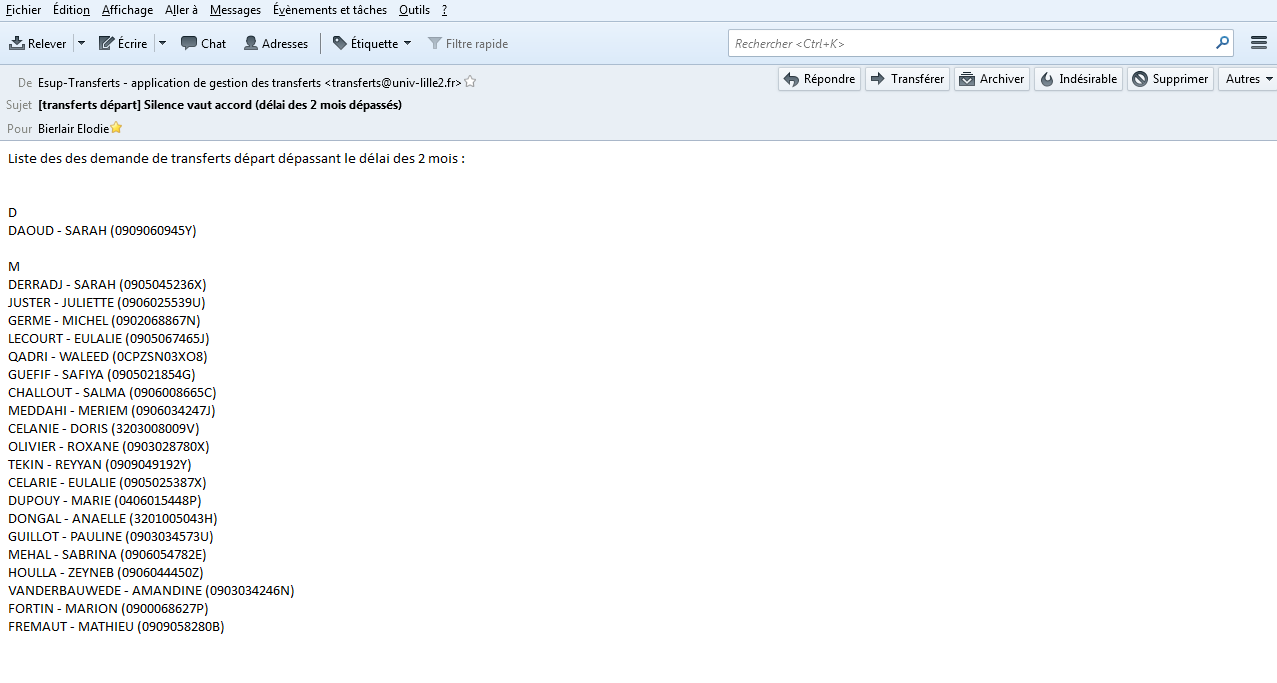 Fichier Édition Affichage Aller à Messages Évènements et tâches Outils ?
Relever Écrire Chat Adresses Étiquette Filtre rapide Rechercher <Ctrl+K>
De Esup-Transferts - application de gestion des transferts <transferts@univ-lille2.fr> Répondre Transférer Archiver Indésirable Supprimer Autres
Sujet [transferts départ] Silence vaut accord (délai des 2 mois dépassés)
Pour Bierlair Elodie
Liste des des demande de transferts départ dépassant le délai des 2 mois :
D
DAOUD - SARAH (0909060945Y)
M
DERRADJ - SARAH (0905045236X)
JUSTER - JULIETTE (0906025539U)
GERME - MICHEL (0902068867N)
LECOURT - EULALIE (0905067465J)
QADRI - WALEED (0CPZSN03XO8)
GUEFIF - SAFIYA (0905021854G)
CHALLOUT - SALMA (0906008665C)
MEDDAHI - MERIEM (0906034247J)
CELANIE - DORIS (3203008009V)
OLIVIER - ROXANE (0903028780X)
TEKIN - REYYAN (0909049192Y)
CELARIE - EULALIE (0905025387X)
DUPOUY - MARIE (0406015448P)
DONGAL - ANAELLE (3201005043H)
GUILLOT - PAULINE (0903034573U)
MEHAL - SABRINA (0906054782E)
HOULLA - ZEYNEB (0906044450Z)
VANDERBAUWEDE - AMANDINE (0903034246N)
FORTIN - MARION (0900068627P)
FREMAUT - MATHIEU (0909058280B)